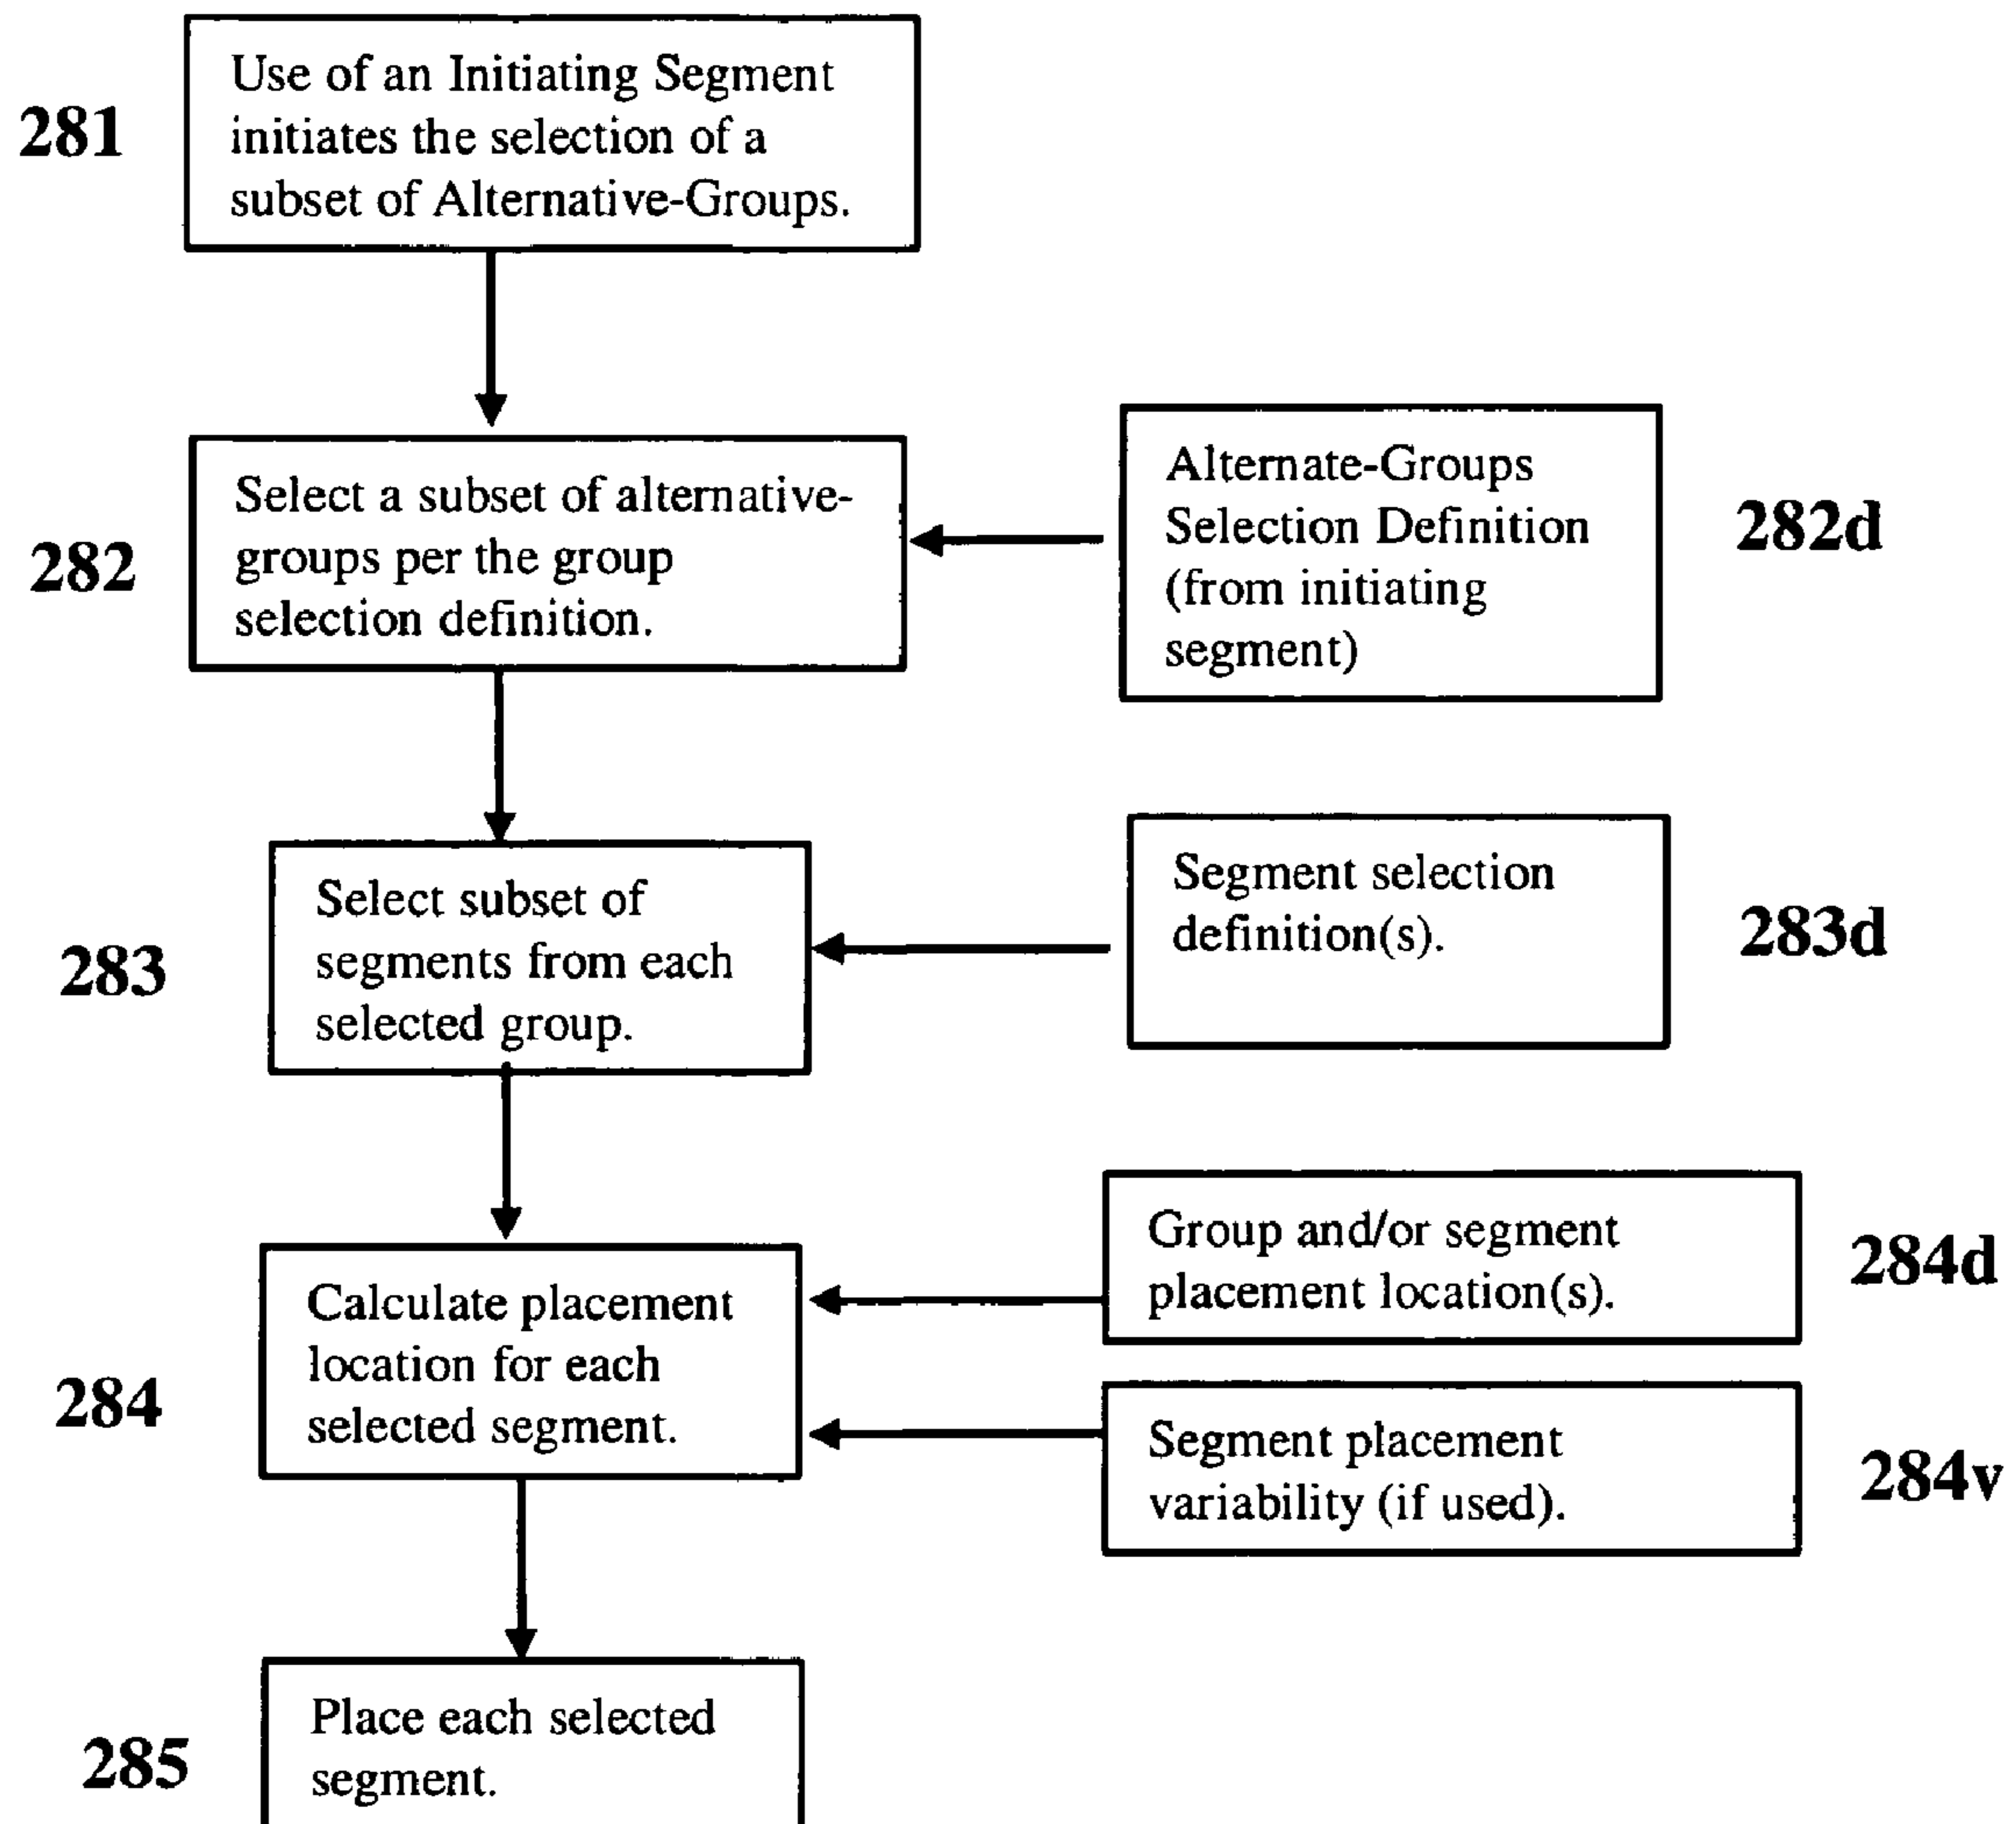 281
Use of an Initiating Segment
initiates the selection of a
subset of Alternative-Groups.
282
Select a subset of alternative-
groups per the group
selection definition.
Alternate-Groups
Selection Definition
(from initiating
segment)
282d
283
Select subset of
segments from each
selected group.
Segment selection
definition(s).
283d
284
Calculate placement
location for each
selected segment.
Group and/or segment
placement location(s).
284d
Segment placement
variability (if used).
284v
285
Place each selected
segment.